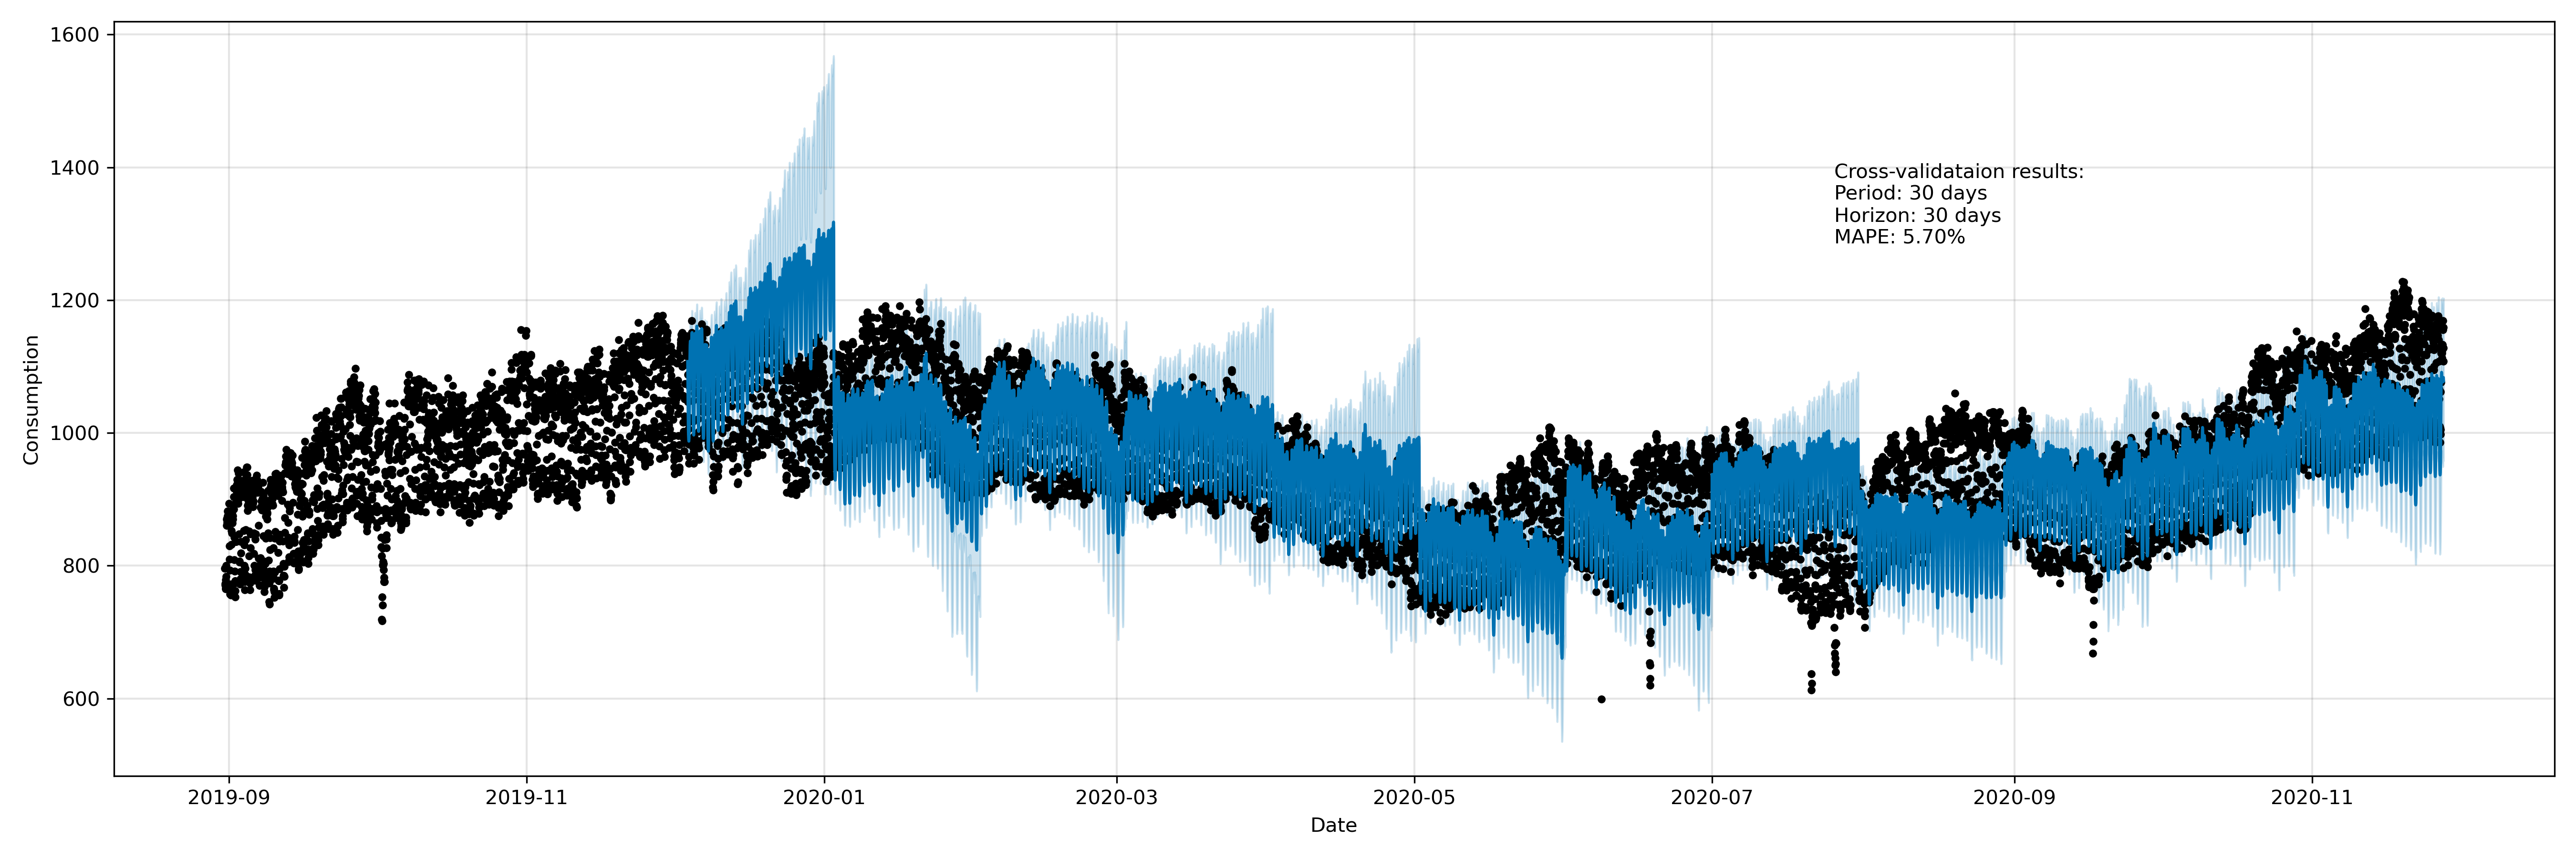 1600
1400
1200
1000
800
600
Consumption
Cross-validataion results:
Period: 30 days
Horizon: 30 days
MAPE: 5.70%
2019-09 2019-11 2020-01 2020-03 2020-05 2020-07 2020-09 2020-11
Date